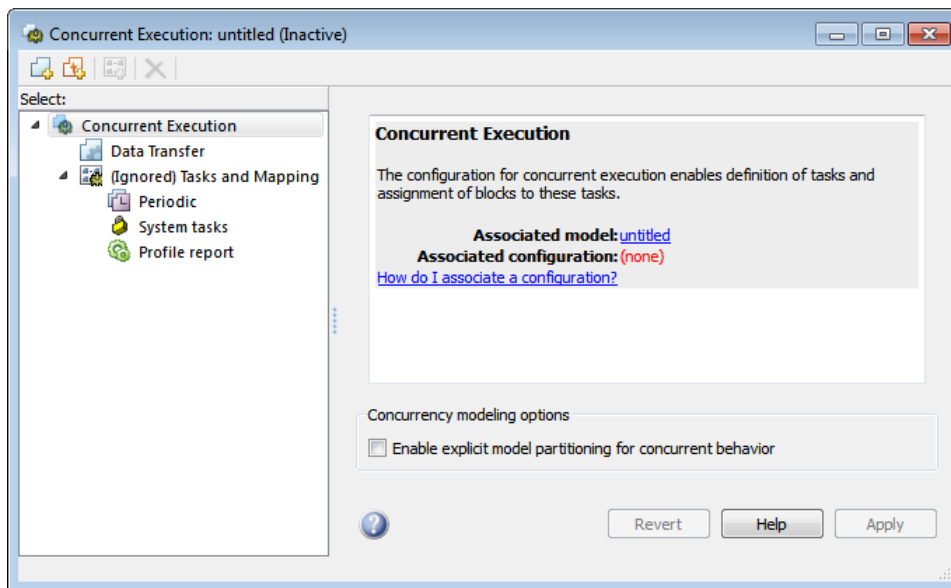 Concurrent Execution: untitled (Inactive)
Select:
Concurrent Execution
Data Transfer
(Ignored) Tasks and Mapping
Periodic
System tasks
Profile report
Concurrent Execution
The configuration for concurrent execution enables definition of tasks and
assignment of blocks to these tasks.
Associated model: untitled
Associated configuration: (none)
How do I associate a configuration?
Concurrency modeling options
Enable explicit model partitioning for concurrent behavior
Revert Help Apply